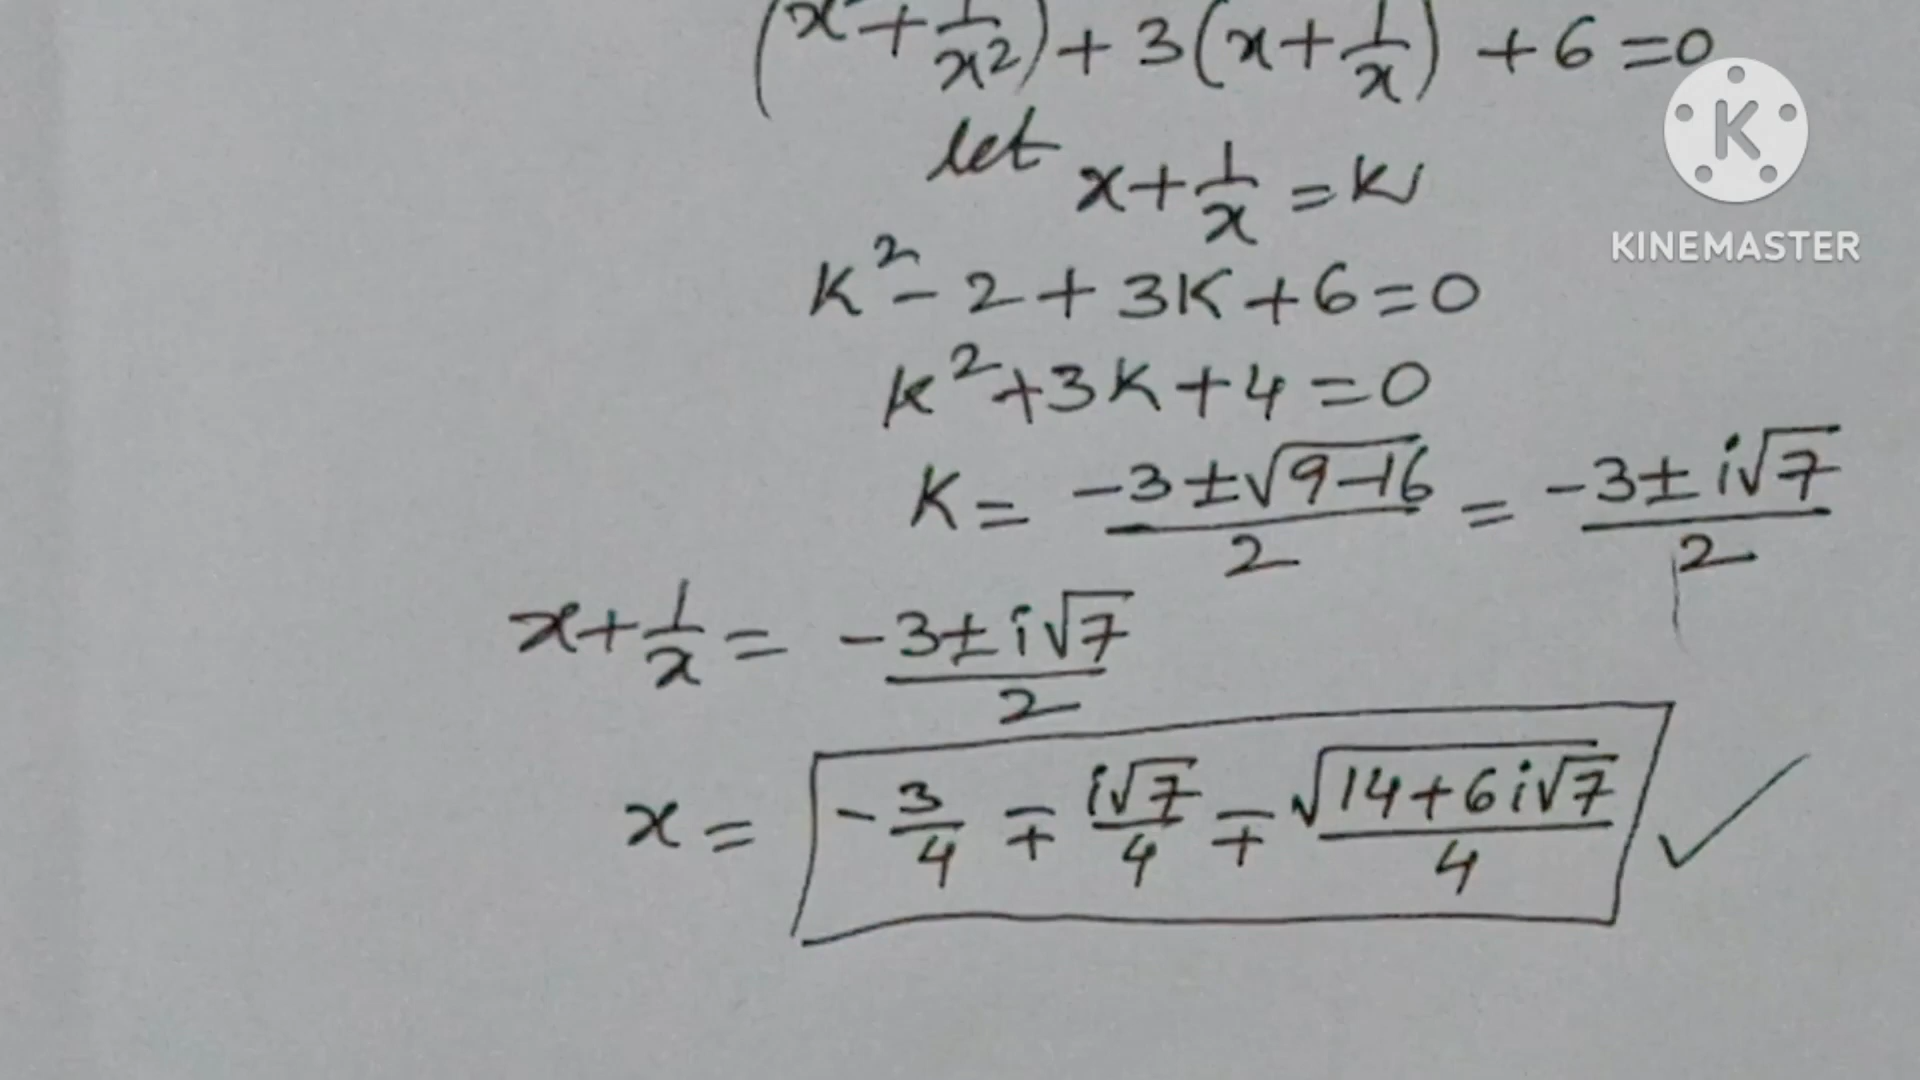 (x²+1/x²)+3(x+1/x)+6=0
let x+1/x=K
K²-2+3K+6=0
K²+3K+4=0
K=(-3±√(9-16))/2=(-3±i√7)/2
x+1/x=(-3±i√7)/2
x=-3/4∓i√7/4∓√(14+6i√7)/4
K
KINEMASTER